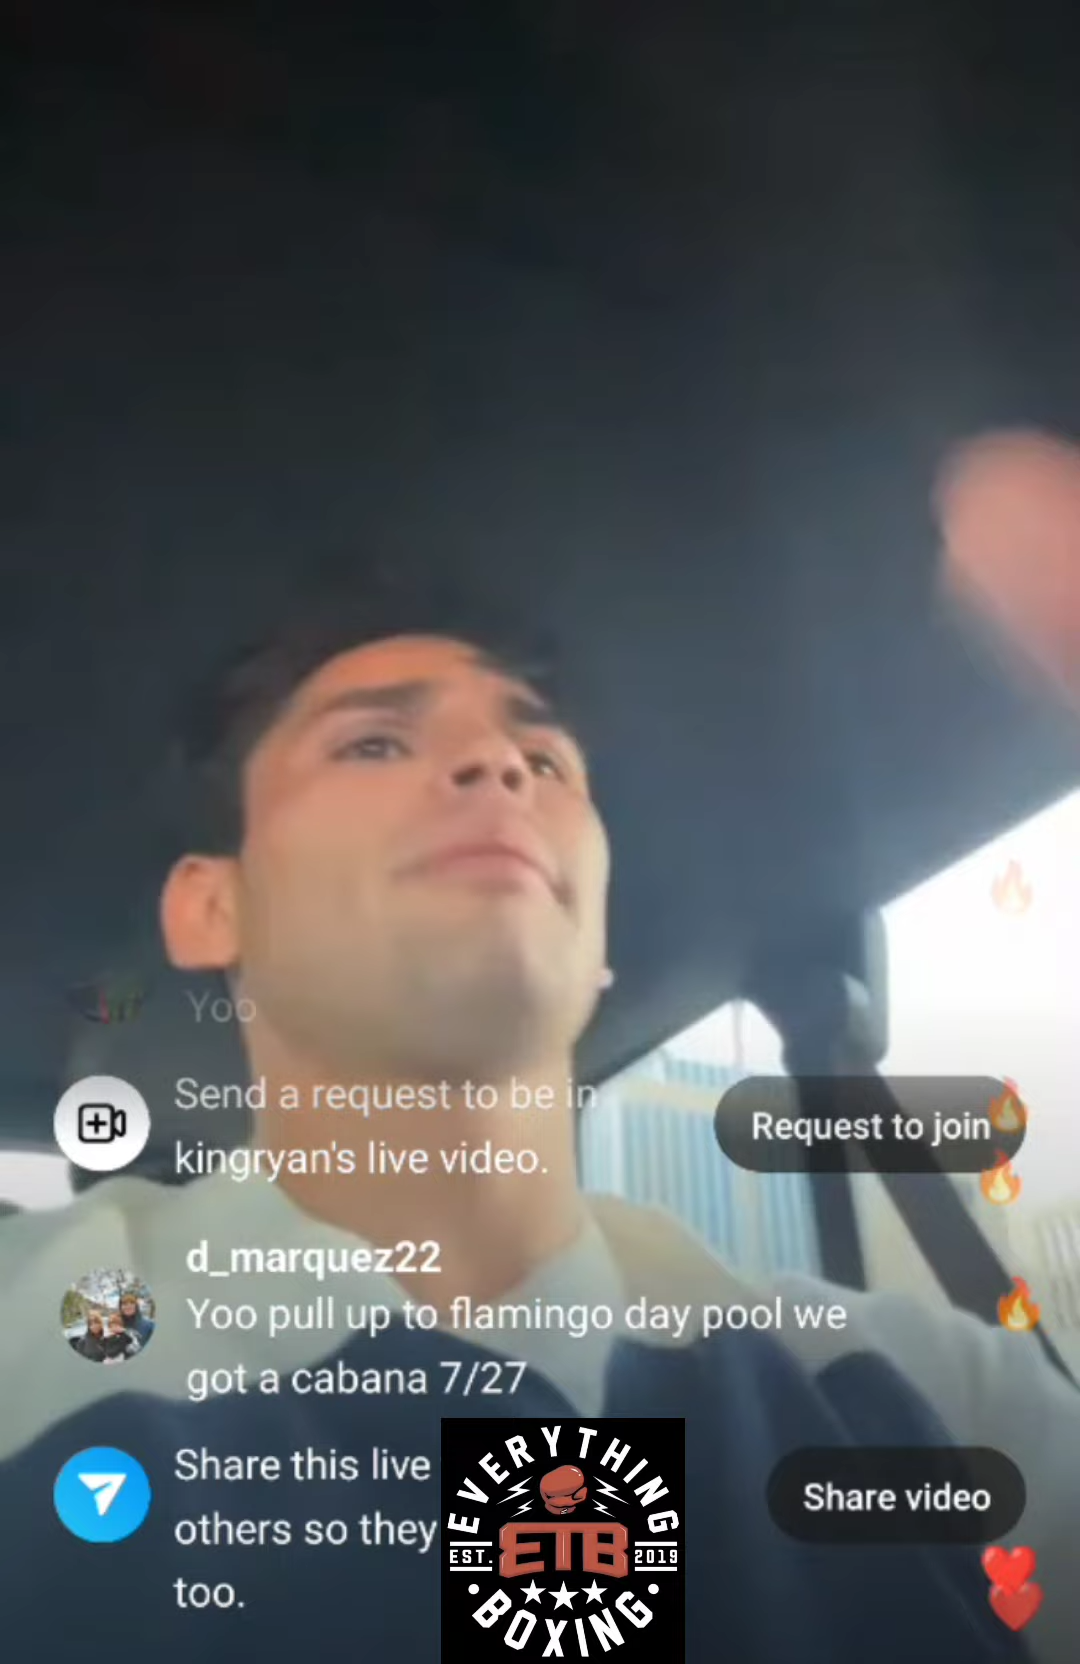 Yoo
Send a request to be in
kingryan's live video.
Request to join
d_marquez22
Yoo pull up to flamingo day pool we
got a cabana 7/27
Share this live
others so they
too.
Share video
EVERYTHING
EST. ETB 2019
BOXING